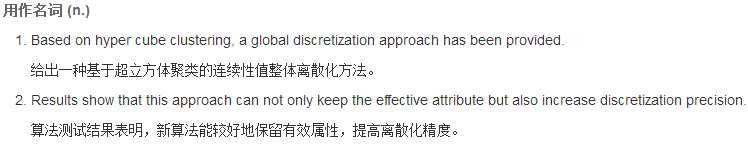 用作名词 (n.)
1. Based on hyper cube clustering, a global discretization approach has been provided.
给出一种基于超立方体聚类的连续性值整体离散化方法。
2. Results show that this approach can not only keep the effective attribute but also increase discretization precision.
算法测试结果表明，新算法能较好地保留有效属性，提高离散化精度。